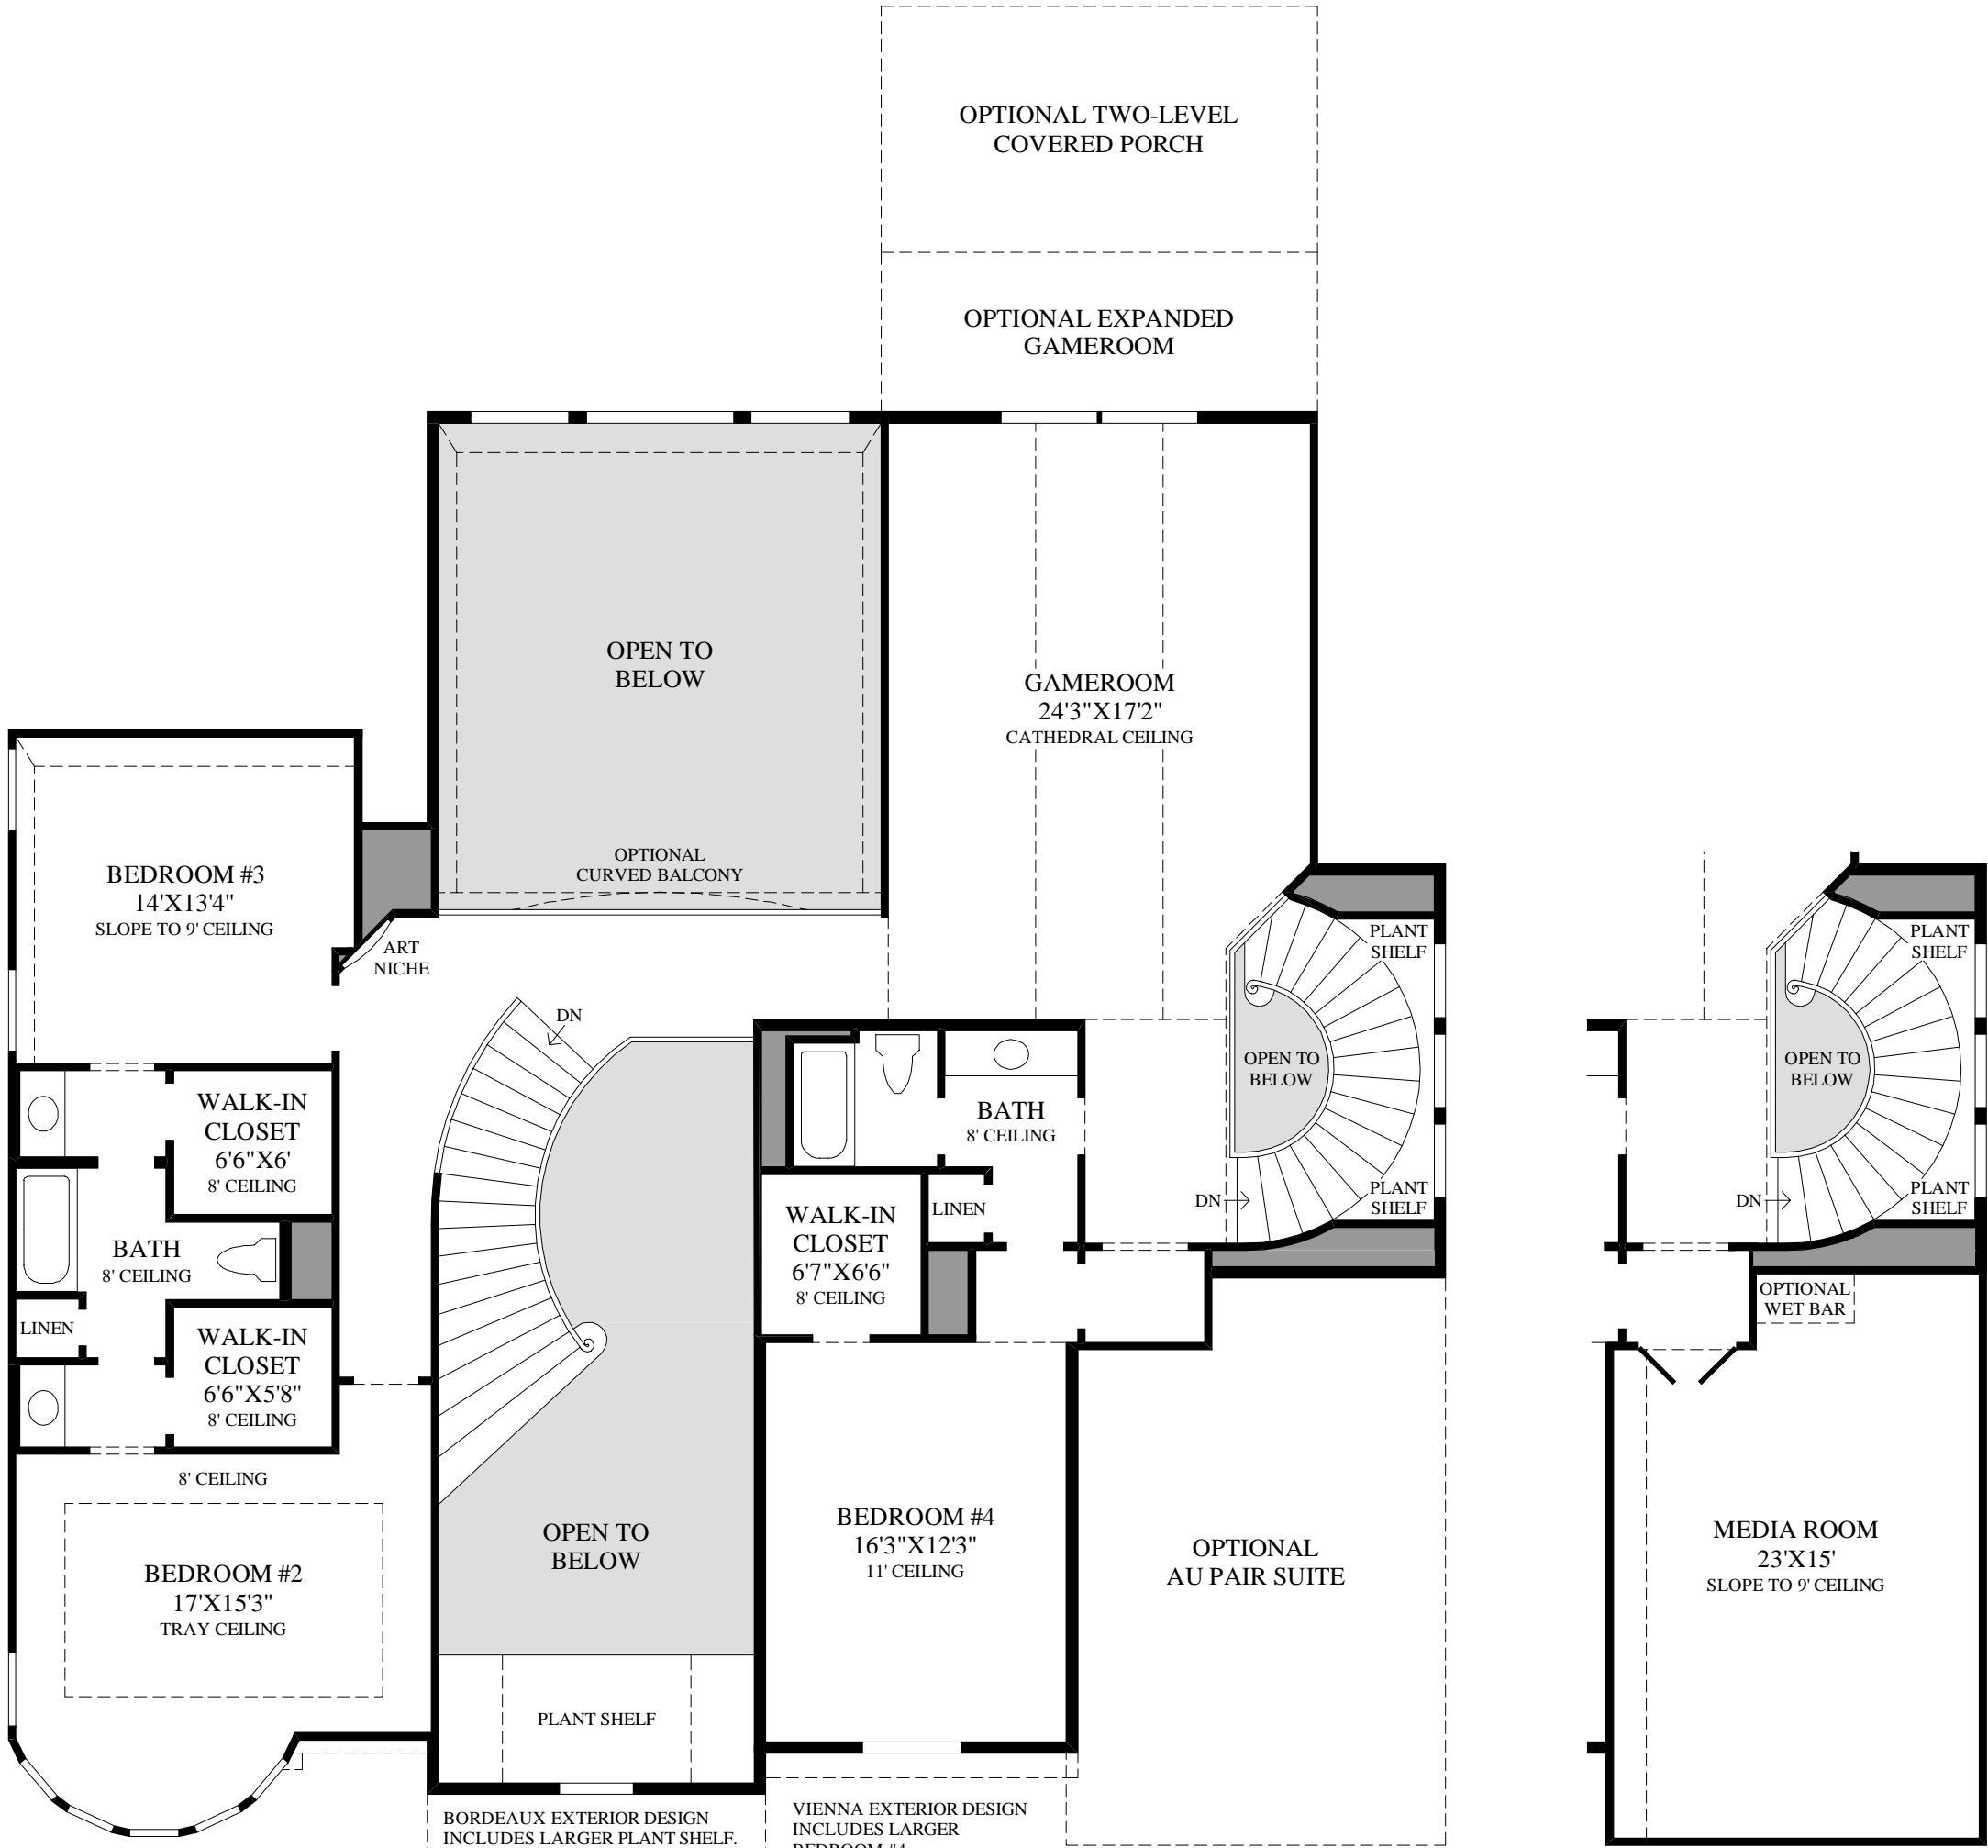 OPTIONAL TWO-LEVEL
COVERED PORCH
OPTIONAL EXPANDED
GAMEROOM
OPEN TO
BELOW
GAMEROOM
24'3"X17'2"
CATHEDRAL CEILING
OPTIONAL
CURVED BALCONY
BEDROOM #3
14'X13'4"
SLOPE TO 9' CEILING
ART
NICHE
DN
PLANT
SHELF
OPEN TO
BELOW
PLANT
SHELF
DN
WALK-IN
CLOSET
6'6"X6'
8' CEILING
BATH
8' CEILING
LINEN
WALK-IN
CLOSET
6'6"X5'8"
8' CEILING
BATH
8' CEILING
LINEN
WALK-IN
CLOSET
6'7"X6'6"
8' CEILING
8' CEILING
BEDROOM #2
17'X15'3"
TRAY CEILING
OPEN TO
BELOW
PLANT SHELF
BEDROOM #4
16'3"X12'3"
11' CEILING
OPTIONAL
AU PAIR SUITE
BORDEAUX EXTERIOR DESIGN
INCLUDES LARGER PLANT SHELF.
VIENNA EXTERIOR DESIGN
INCLUDES LARGER
BEDROOM #4
PLANT
SHELF
OPEN TO
BELOW
PLANT
SHELF
DN
OPTIONAL
WET BAR
MEDIA ROOM
23'X15'
SLOPE TO 9' CEILING